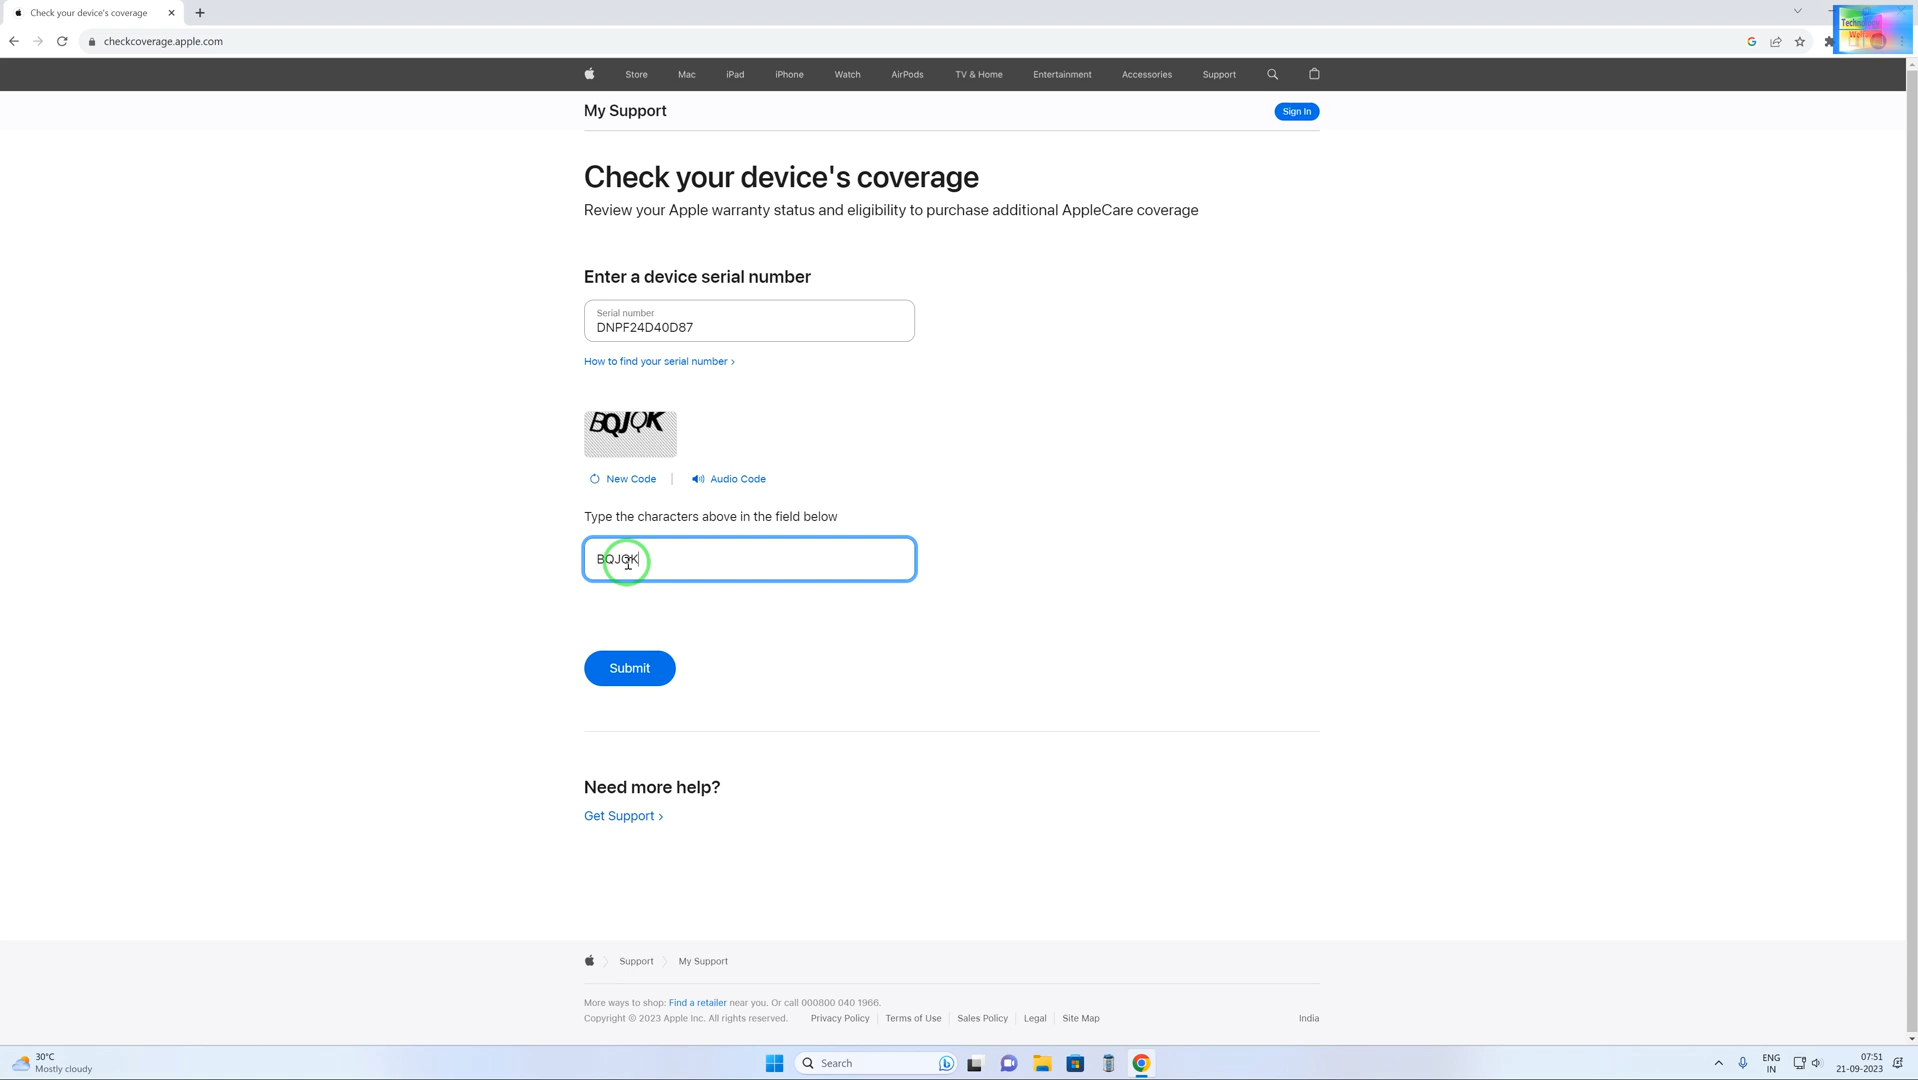 Check your device's coverage
checkcoverage.apple.com
Technology
Store Mac iPad iPhone Watch AirPods TV & Home Entertainment Accessories Support
My Support
Sign In
Check your device's coverage
Review your Apple warranty status and eligibility to purchase additional AppleCare coverage
Enter a device serial number
Serial number
DNPF24D40D87
How to find your serial number ›
BQJQK
New Code | Audio Code
Type the characters above in the field below
BQJQK
Submit
Need more help?
Get Support ›
Support My Support
More ways to shop: Find a retailer near you. Or call 000800 040 1966.
Copyright © 2023 Apple Inc. All rights reserved. Privacy Policy | Terms of Use | Sales Policy | Legal | Site Map India
30°C
Mostly cloudy
Search
ENG
IN
07:51
21-09-2023